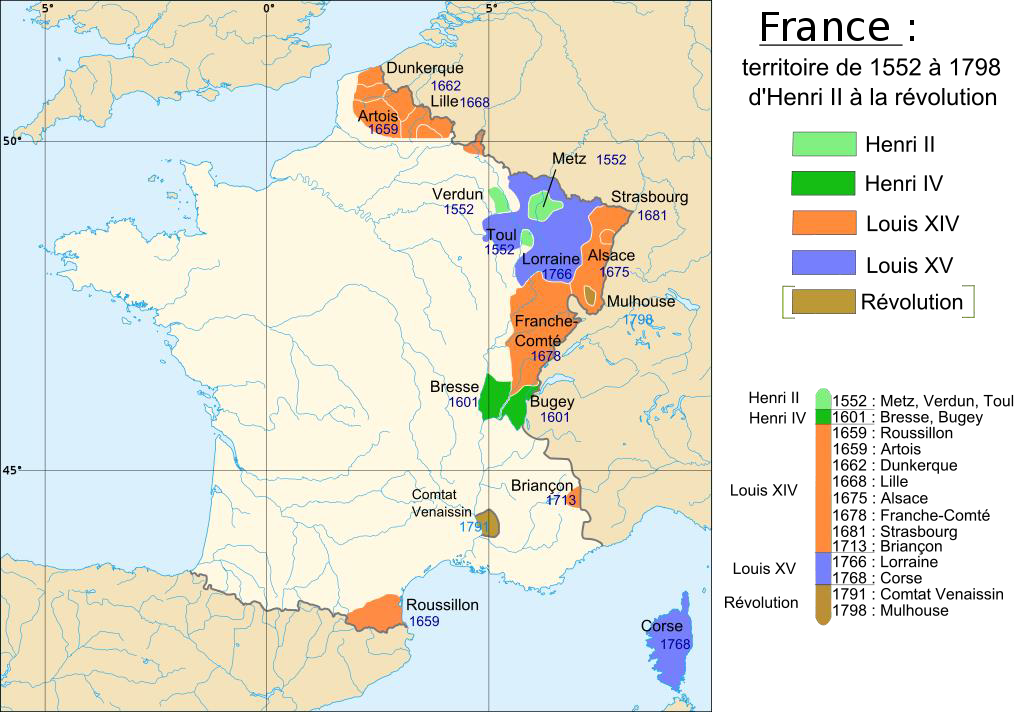 5°
0°
5°
50°
45°
Dunkerque
1662
Lille 1668
Artois
1659
Metz 1552
Verdun
1552
Strasbourg
1681
Toul
1552
Lorraine
1766
Alsace
1675
Mulhouse
1798
Franche-
Comté
1678
Bresse
1601
Bugey
1601
Briançon
1713
Comtat
Venaissin
1791
Roussillon
1659
Corse
1768
France :
territoire de 1552 à 1798
d'Henri II à la révolution
Henri II
Henri IV
Louis XIV
Louis XV
Révolution
Henri II
Henri IV
Louis XIV
Louis XV
Révolution
1552 : Metz, Verdun, Toul
1601 : Bresse, Bugey
1659 : Roussillon
1659 : Artois
1662 : Dunkerque
1668 : Lille
1675 : Alsace
1678 : Franche-Comté
1681 : Strasbourg
1713 : Briançon
1766 : Lorraine
1768 : Corse
1791 : Comtat Venaissin
1798 : Mulhouse